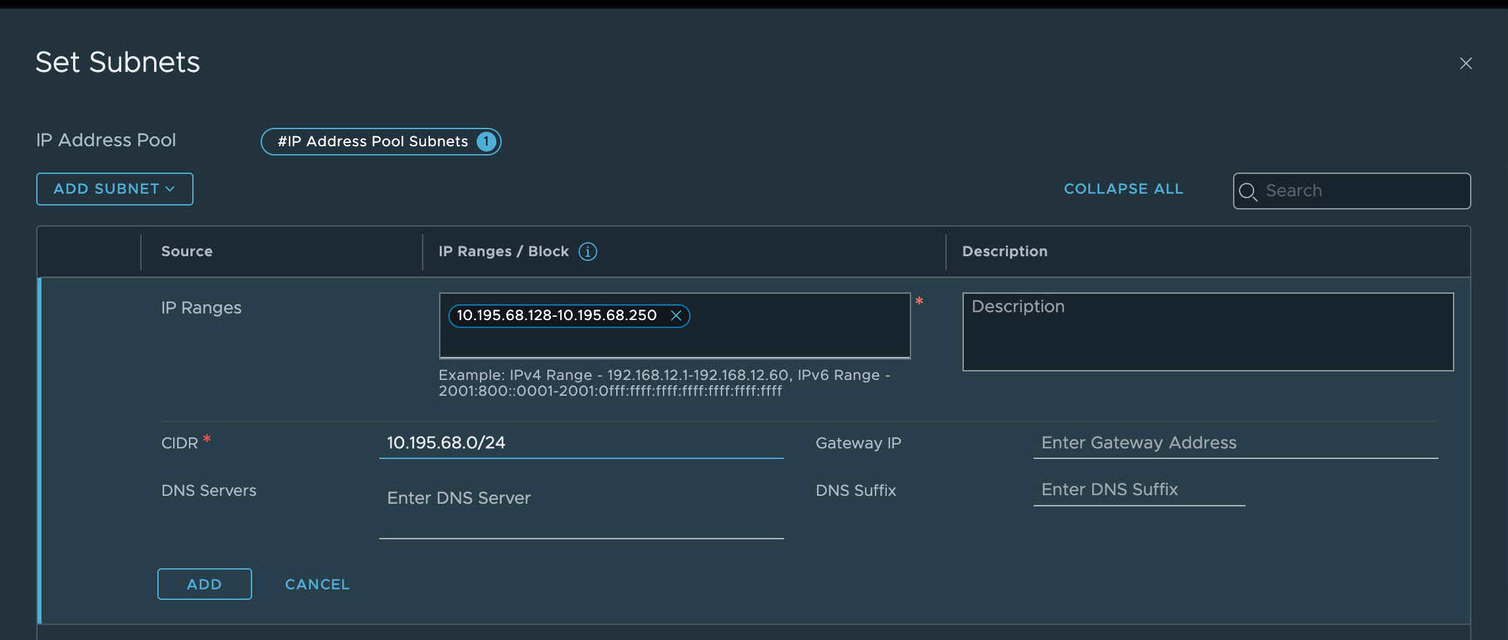 Set Subnets
IP Address Pool
#IP Address Pool Subnets 1
ADD SUBNET
COLLAPSE ALL
Search
Source
IP Ranges / Block
Description
IP Ranges
10.195.68.128-10.195.68.250
*
Description
Example: IPv4 Range - 192.168.12.1-192.168.12.60, IPv6 Range -
2001:800::0001-2001:0fff:ffff:ffff:ffff:ffff:ffff:ffff
CIDR *
10.195.68.0/24
Gateway IP
Enter Gateway Address
DNS Servers
Enter DNS Server
DNS Suffix
Enter DNS Suffix
ADD
CANCEL